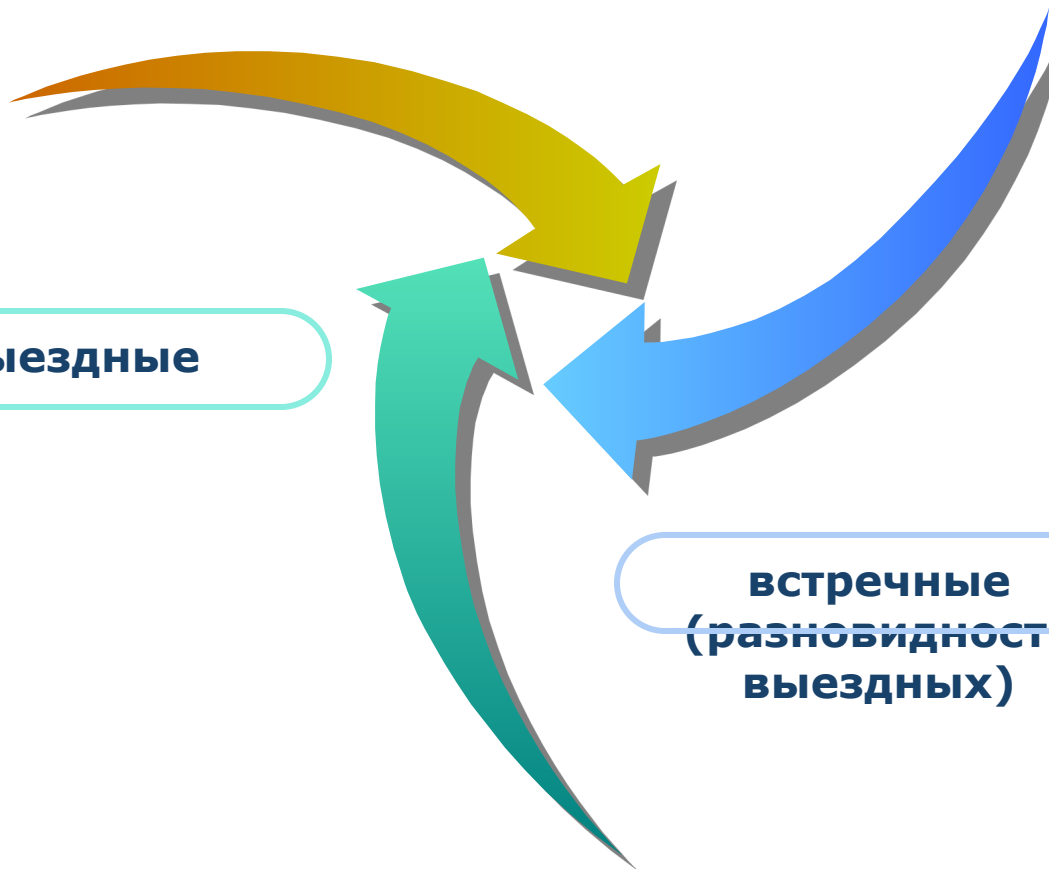 ыездные
встречные
(разновидност
выездных)